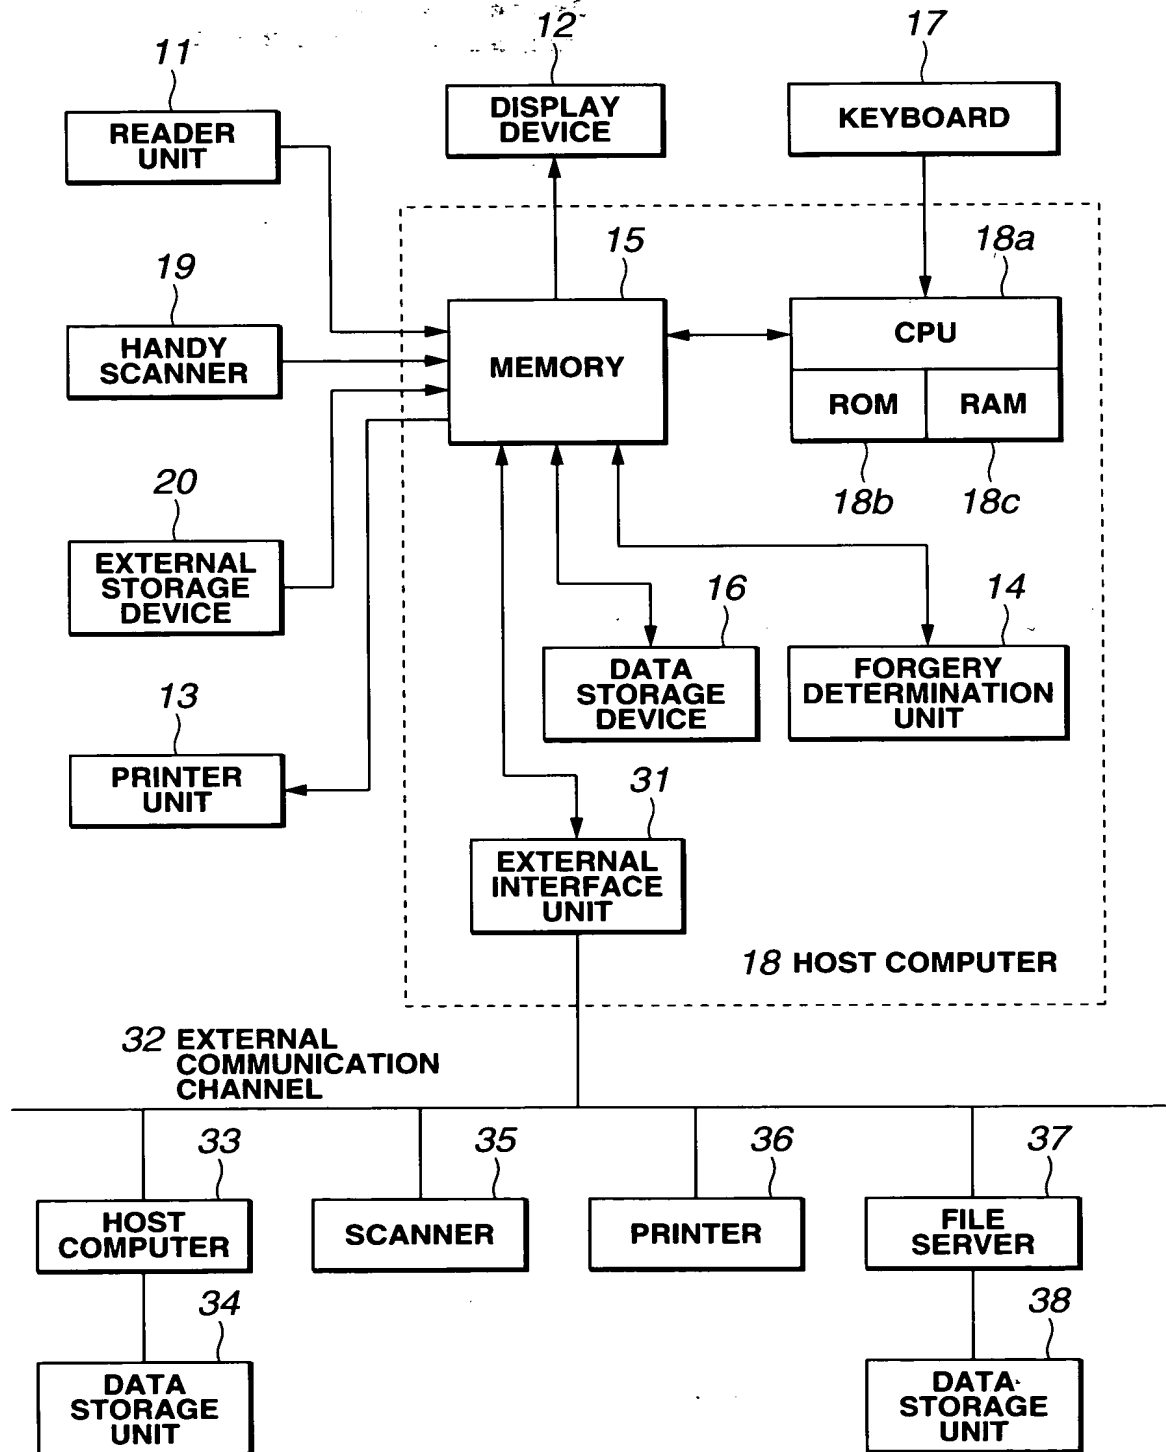 11
READER
UNIT
12
DISPLAY
DEVICE
17
KEYBOARD
19
HANDY
SCANNER
15
MEMORY
18a
CPU
ROM
RAM
18b
18c
20
EXTERNAL
STORAGE
DEVICE
16
DATA
STORAGE
DEVICE
14
FORGERY
DETERMINATION
UNIT
13
PRINTER
UNIT
31
EXTERNAL
INTERFACE
UNIT
18 HOST COMPUTER
32 EXTERNAL
COMMUNICATION
CHANNEL
33
HOST
COMPUTER
35
SCANNER
36
PRINTER
37
FILE
SERVER
34
DATA
STORAGE
UNIT
38
DATA
STORAGE
UNIT